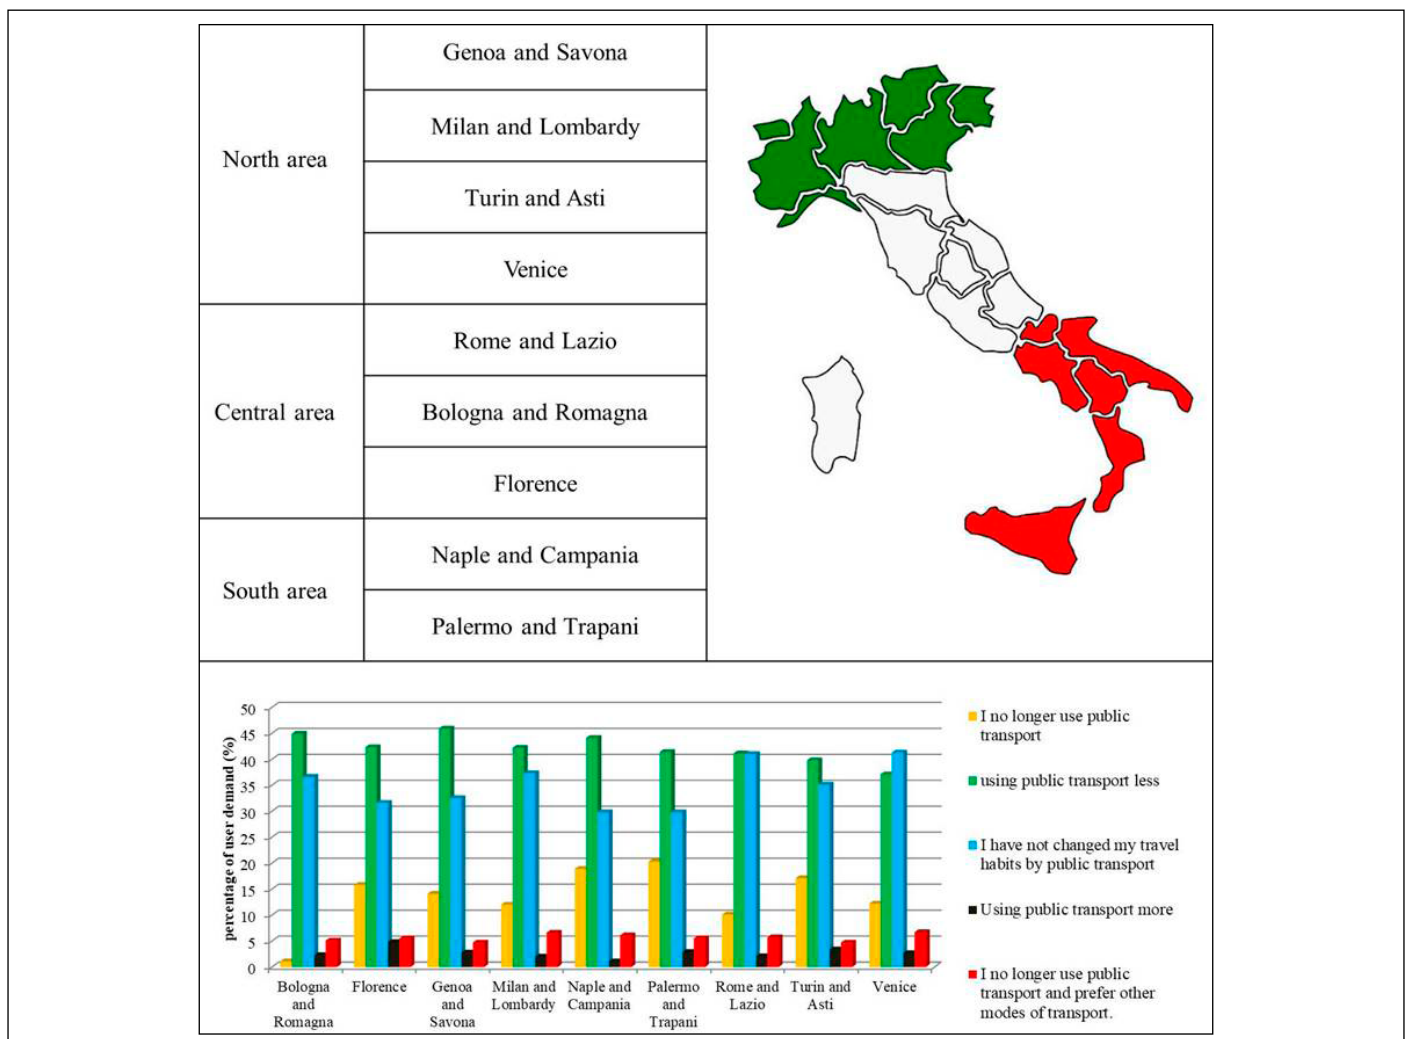 North area
Genoa and Savona
Milan and Lombardy
Turin and Asti
Venice
Central area
Rome and Lazio
Bologna and Romagna
Florence
South area
Naple and Campania
Palermo and Trapani
percentage of user demand (%)
50
45
40
35
30
25
20
15
10
5
0
Bologna
and
Romagna
Florence
Genoa
and
Savona
Milan and
Lombardy
Naple and
Campania
Palermo
and
Trapani
Rome and
Lazio
Turin and
Asti
Venice
I no longer use public
transport
using public transport less
I have not changed my travel
habits by public transport
Using public transport more
I no longer use public
transport and prefer other
modes of transport.